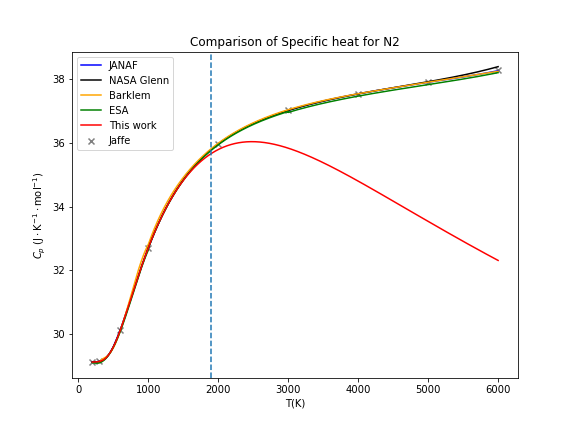 Comparison of Specific heat for N2
JANAF
NASA Glenn
Barklem
ESA
This work
Jaffe
38
36
34
32
30
C_p (J · K⁻¹ · mol⁻¹)
0 1000 2000 3000 4000 5000 6000
T(K)